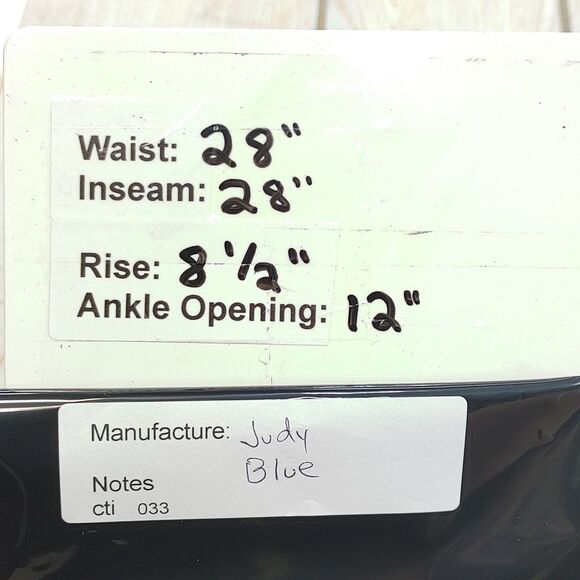 Waist: 28"
Inseam: 28"
Rise: 8 1/2"
Ankle Opening: 12"
Manufacture: Judy
Blue
Notes
cti 033